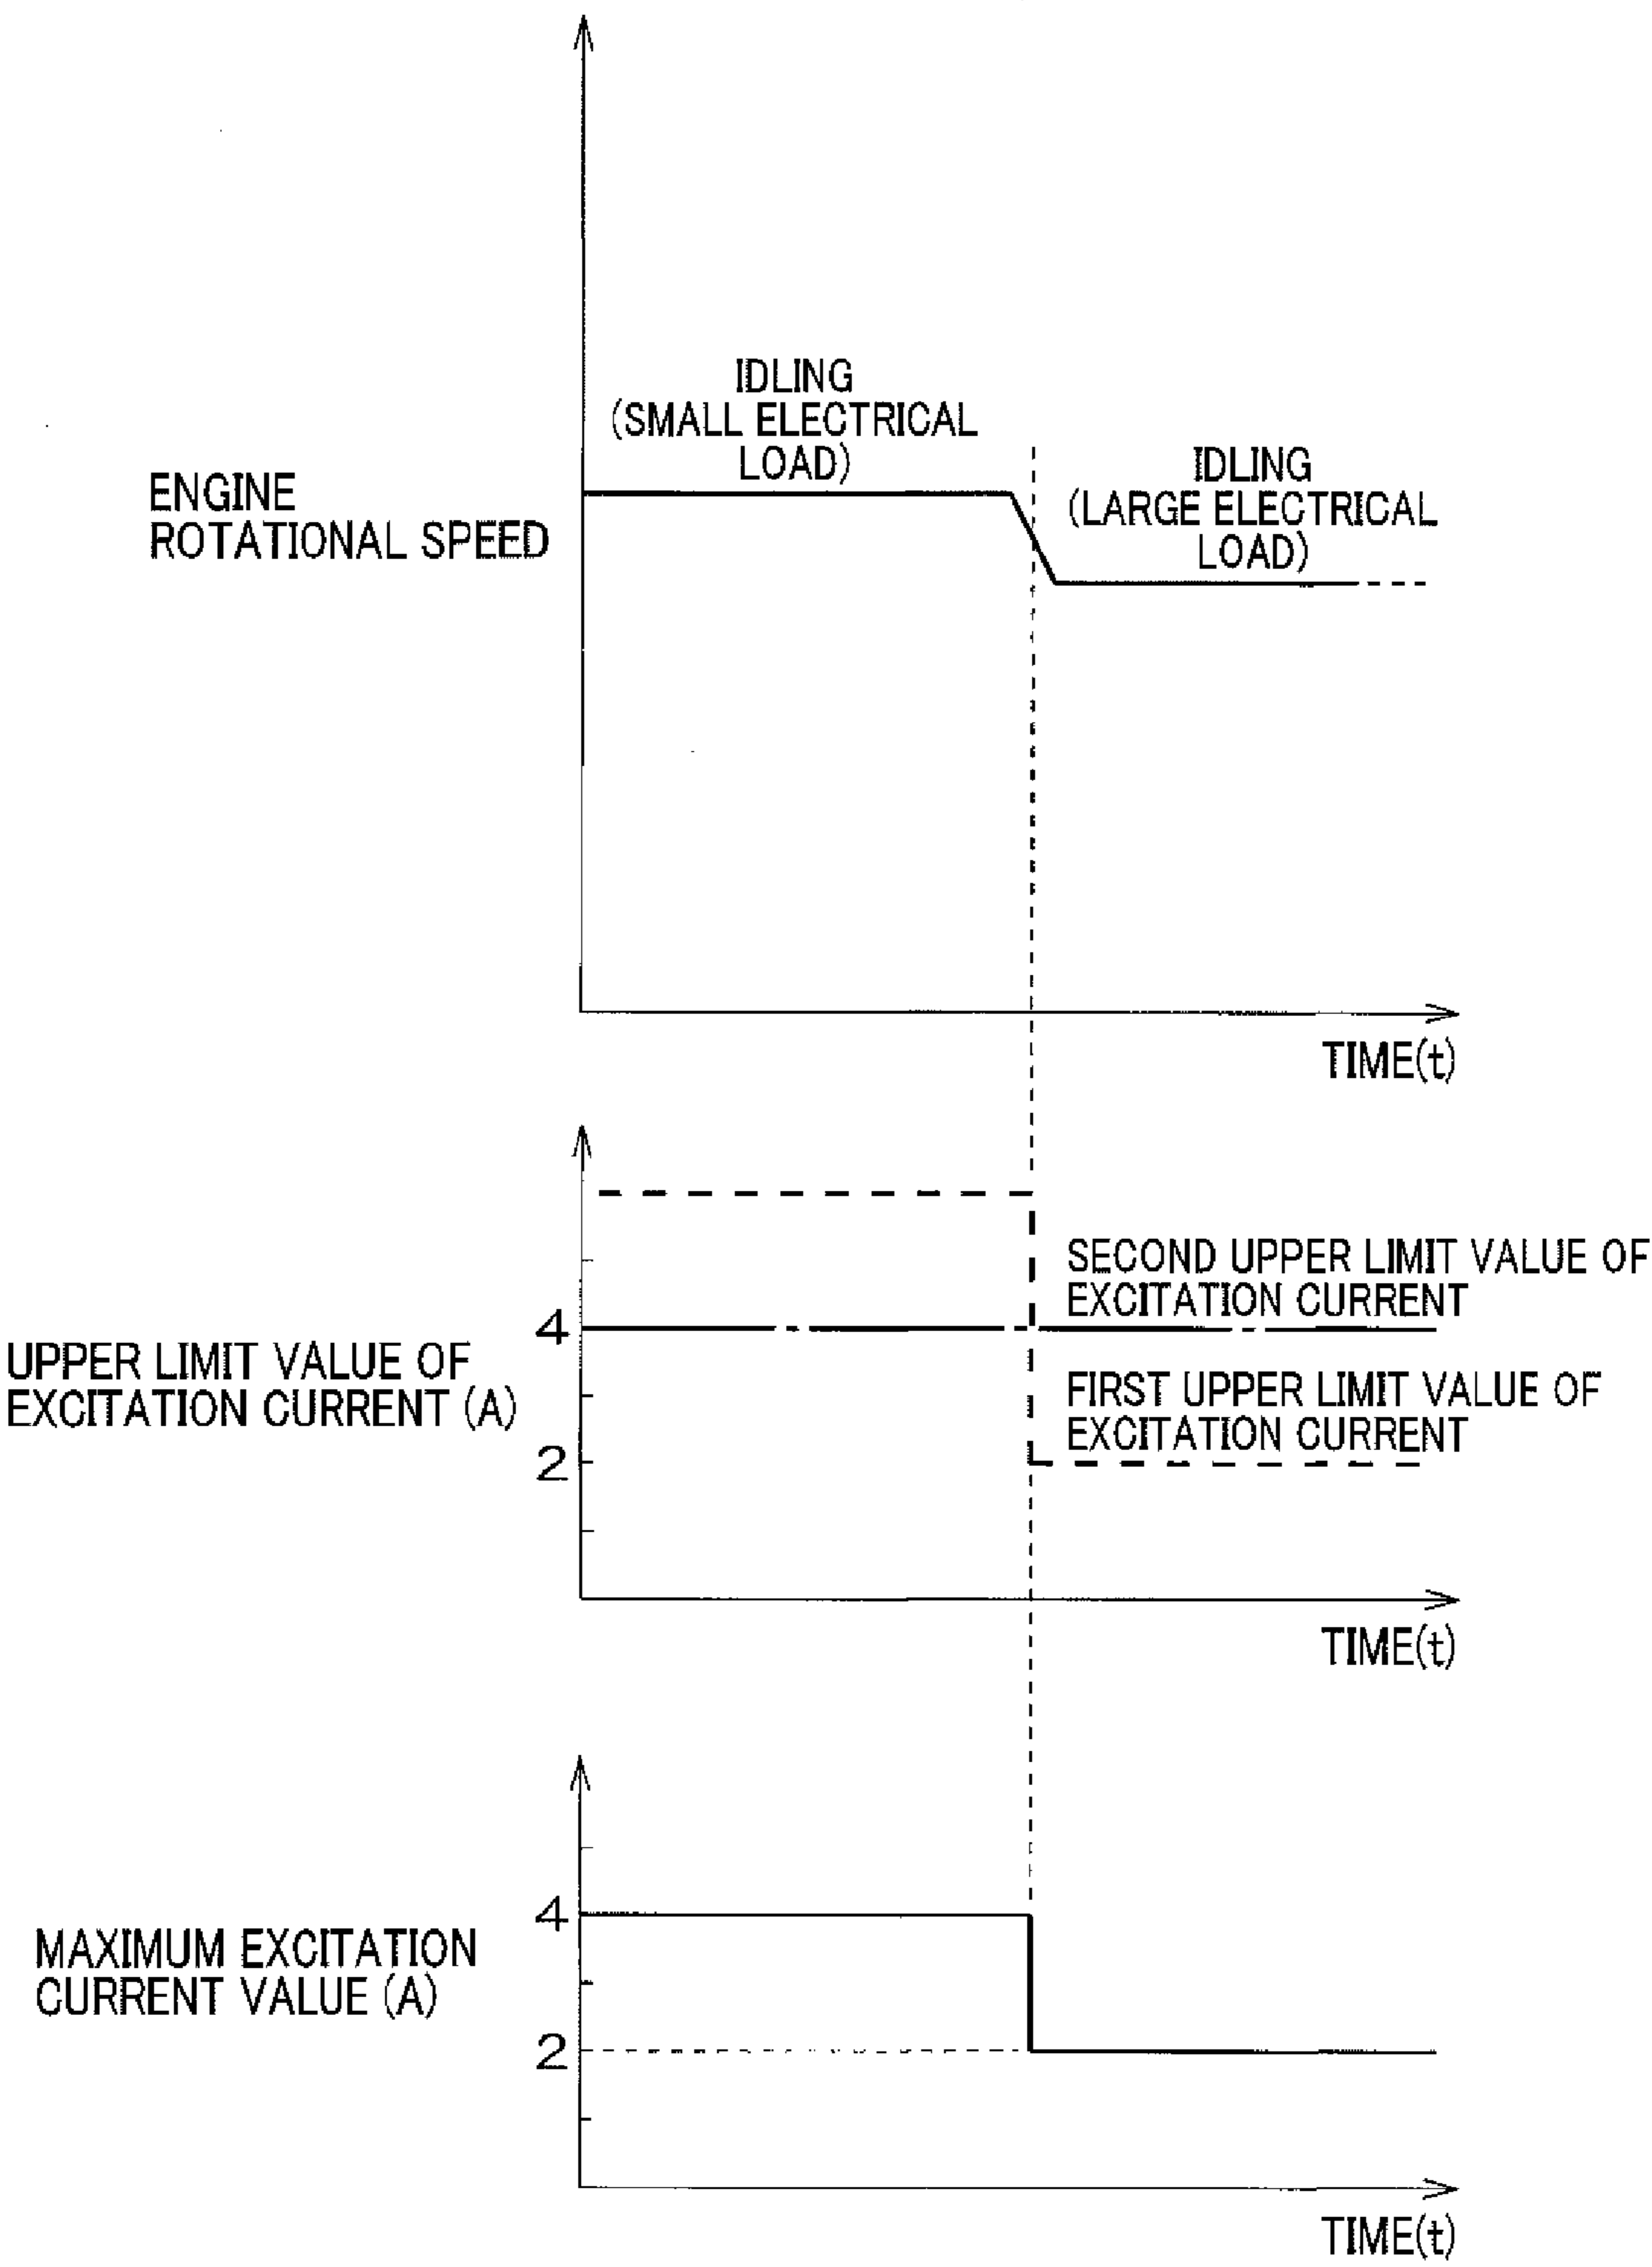 IDLING
(SMALL ELECTRICAL
LOAD)
IDLING
(LARGE ELECTRICAL
LOAD)
ENGINE
ROTATIONAL SPEED
TIME(t)
SECOND UPPER LIMIT VALUE OF
EXCITATION CURRENT
4
UPPER LIMIT VALUE OF
EXCITATION CURRENT (A)
FIRST UPPER LIMIT VALUE OF
EXCITATION CURRENT
2
TIME(t)
4
MAXIMUM EXCITATION
CURRENT VALUE (A)
2
TIME(t)